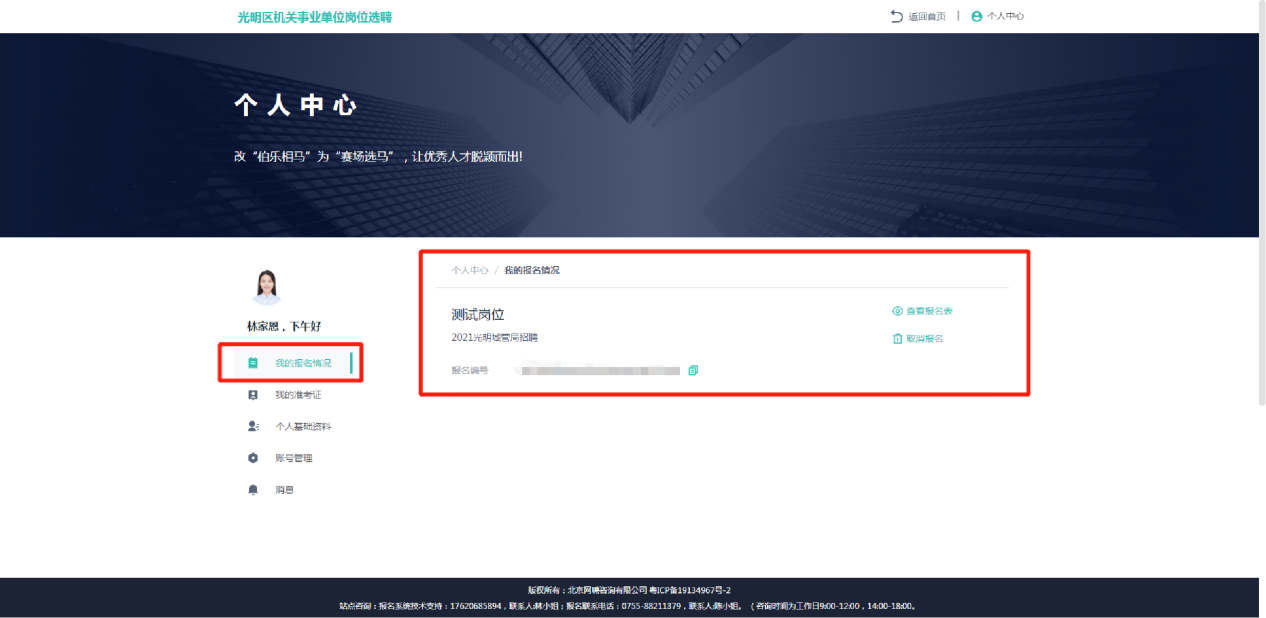 光明区机关事业单位岗位选聘
返回首页 | 个人中心
个人中心
改“伯乐相马”为“赛场选马”，让优秀人才脱颖而出!
个人中心 / 我的报名情况
测试岗位
查看报名表
2021光明城管局招聘
取消报名
报名编号
林家恩，下午好
我的报名情况
我的准考证
个人基础资料
账号管理
消息
版权所有：北京网聘咨询有限公司 粤ICP备19134967号-2
站点咨询：报名系统技术支持：17620685894，联系人:林小姐；报名联系电话：0755-88211379，联系人:陈小姐。（ 咨询时间为工作日9:00-12:00，14:00-18:00。